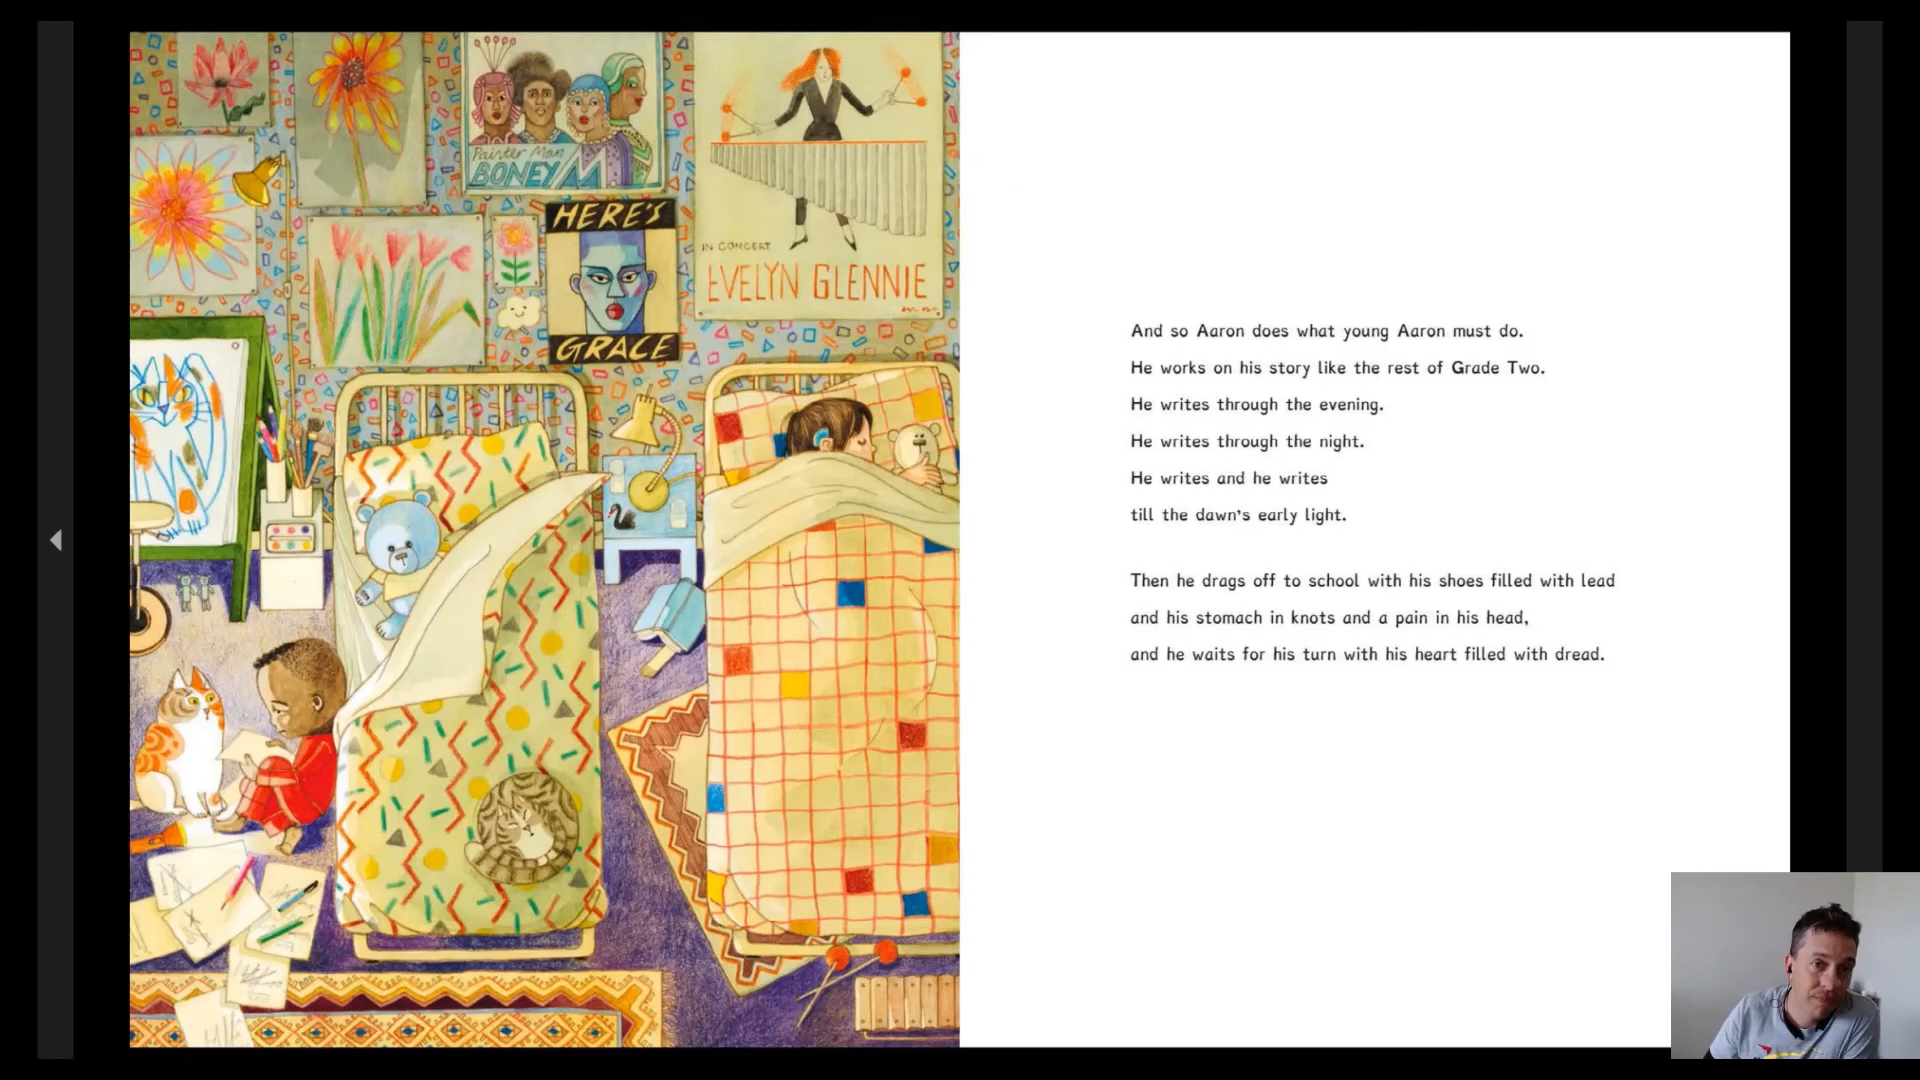 Painter Man
BONEY M
HERE'S
GRACE
IN CONCERT
EVELYN GLENNIE
And so Aaron does what young Aaron must do.
He works on his story like the rest of Grade Two.
He writes through the evening.
He writes through the night.
He writes and he writes
till the dawn's early light.
Then he drags off to school with his shoes filled with lead
and his stomach in knots and a pain in his head,
and he waits for his turn with his heart filled with dread.